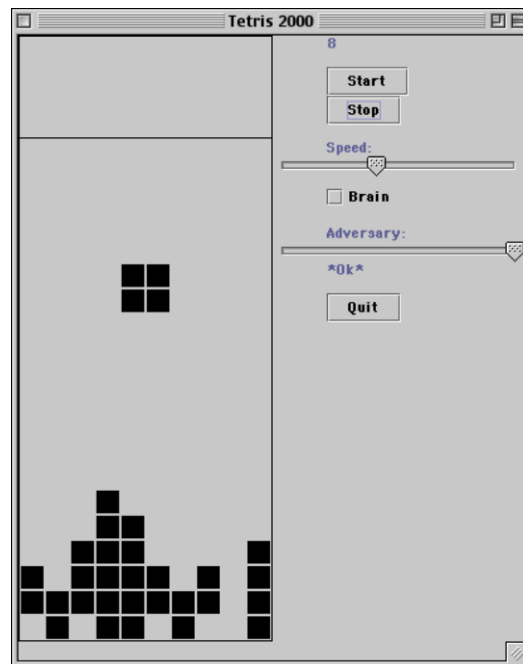 Tetris 2000
8
Start
Stop
Speed:
Brain
Adversary:
*Ok*
Quit